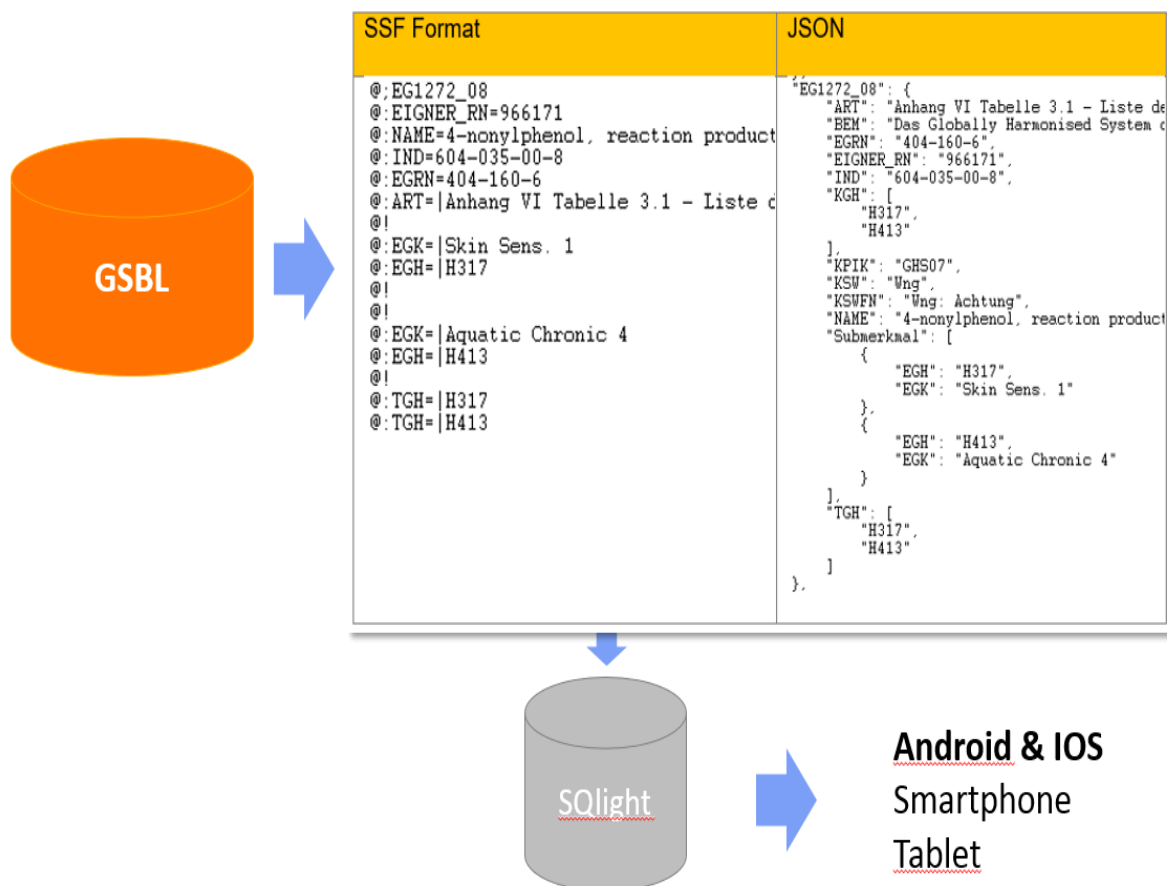 SSF Format
@;EG1272_08
@:EIGNER_RN=966171
@:NAME=4-nonylphenol, reaction product
@:IND=604-035-00-8
@:EGRN=404-160-6
@:ART=|Anhang VI Tabelle 3.1 - Liste d
@!
@:EGK=|Skin Sens. 1
@:EGH=|H317
@!
@!
@:EGK=|Aquatic Chronic 4
@:EGH=|H413
@!
@:TGH=|H317
@:TGH=|H413
JSON
},
"EG1272_08": {
"ART": "Anhang VI Tabelle 3.1 - Liste de
"BEM": "Das Globally Harmonised System d
"EGRN": "404-160-6",
"EIGNER_RN": "966171",
"IND": "604-035-00-8",
"KGH": [
"H317",
"H413"
],
"KPIK": "GHS07",
"KSW": "Wng",
"KSWFN": "Wng: Achtung",
"NAME": "4-nonylphenol, reaction product
"Submerkmal": [
{
"EGH": "H317",
"EGK": "Skin Sens. 1"
},
{
"EGH": "H413",
"EGK": "Aquatic Chronic 4"
}
],
"TGH": [
"H317",
"H413"
]
},
GSBL
SQlight
Android & IOS
Smartphone
Tablet